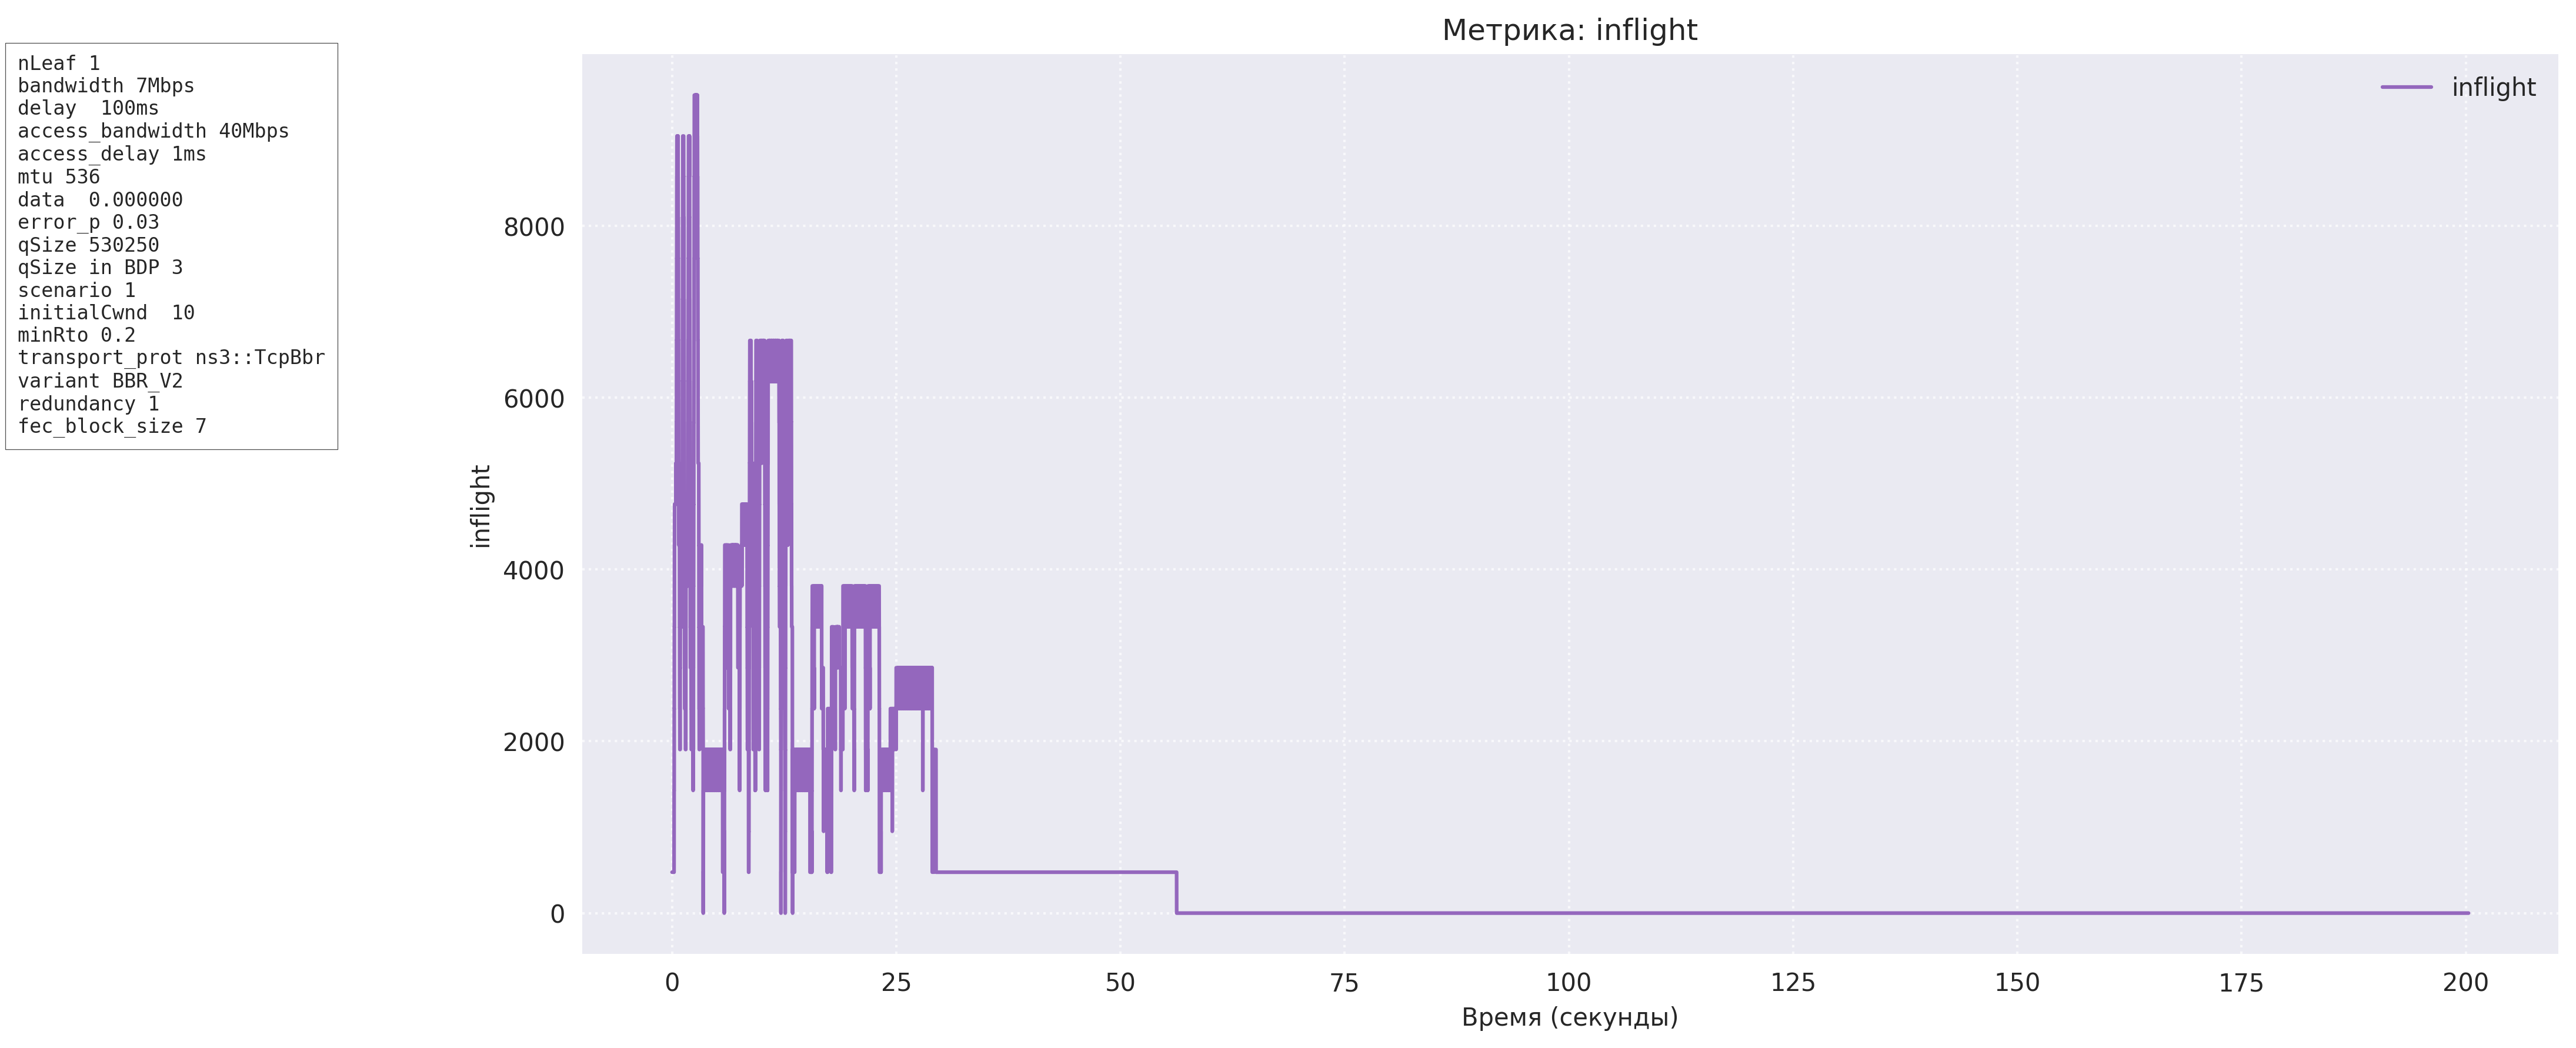 Метрика: inflight
nLeaf 1
bandwidth 7Mbps
delay  100ms
access_bandwidth 40Mbps
access_delay 1ms
mtu 536
data  0.000000
error_p 0.03
qSize 530250
qSize in BDP 3
scenario 1
initialCwnd  10
minRto 0.2
transport_prot ns3::TcpBbr
variant BBR_V2
redundancy 1
fec_block_size 7
inflight
inflight
8000
6000
4000
2000
0
0 25 50 75 100 125 150 175 200
Время (секунды)